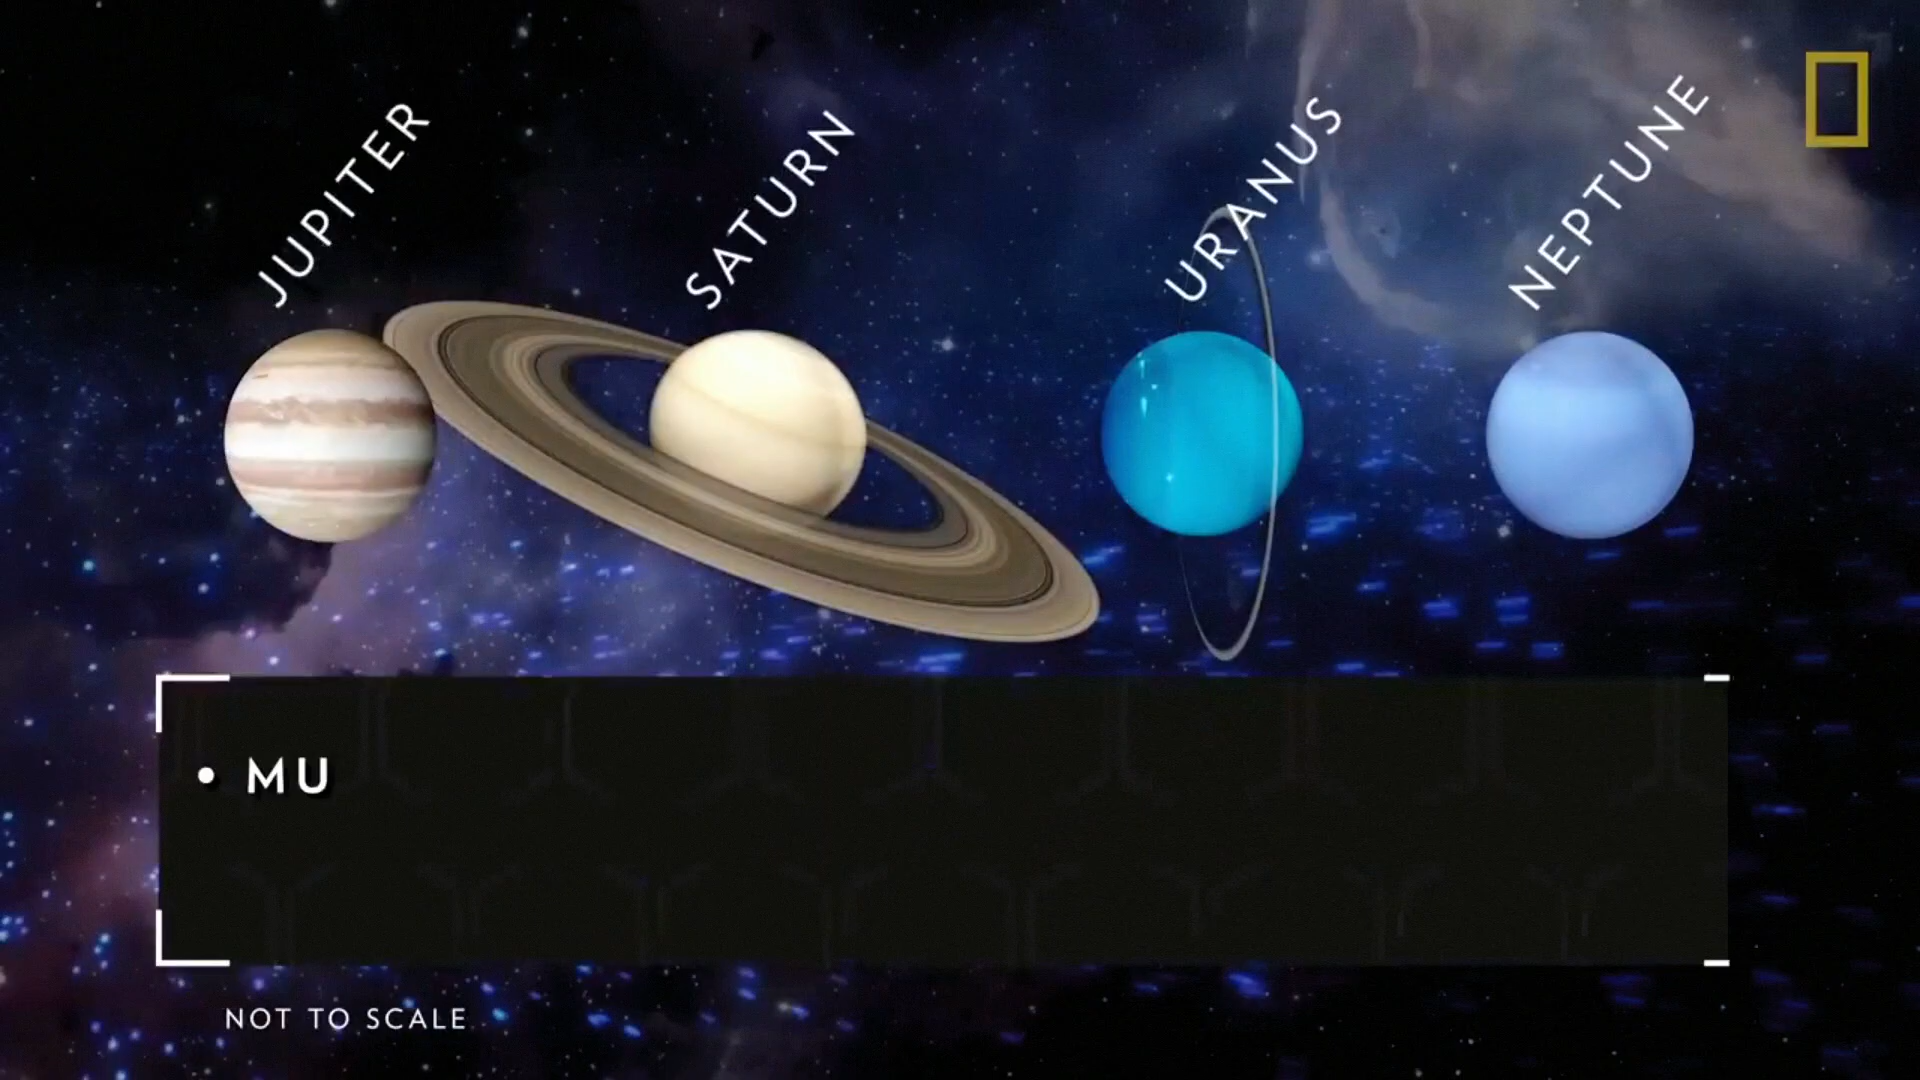 JUPITER
SATURN
URANUS
NEPTUNE
• MU
NOT TO SCALE